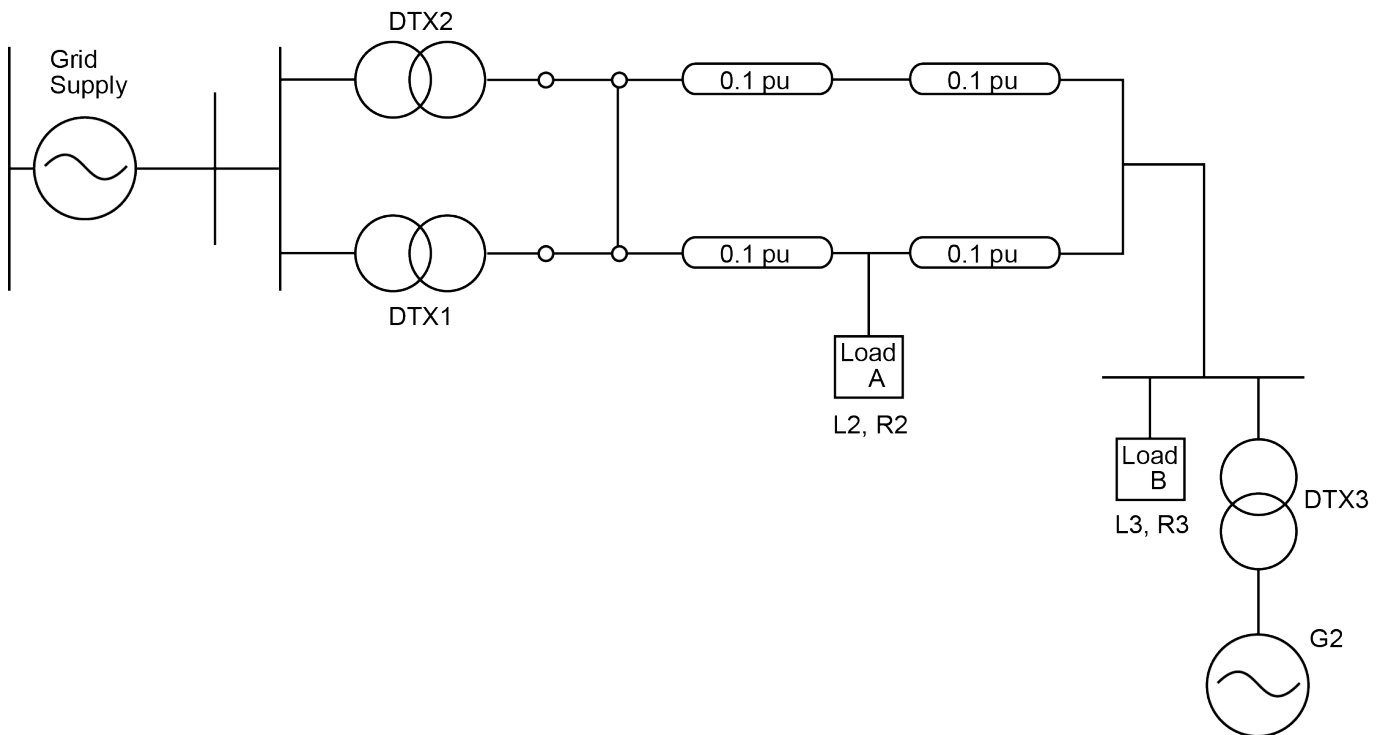 DTX2
Grid
Supply
0.1 pu
0.1 pu
0.1 pu
0.1 pu
DTX1
Load
A
L2, R2
Load
B
DTX3
L3, R3
G2